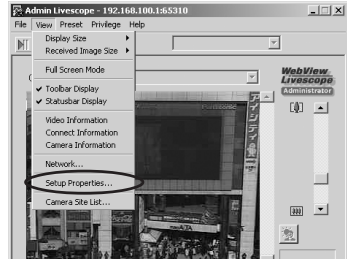 Admin Livescope - 192.168.100.1:65310
File View Preset Privilege Help
Display Size
Received Image Size
Full Screen Mode
Toolbar Display
Statusbar Display
Video Information
Connect Information
Camera Information
Network...
Setup Properties...
Camera Site List...
WebView
Livescope
Administrator